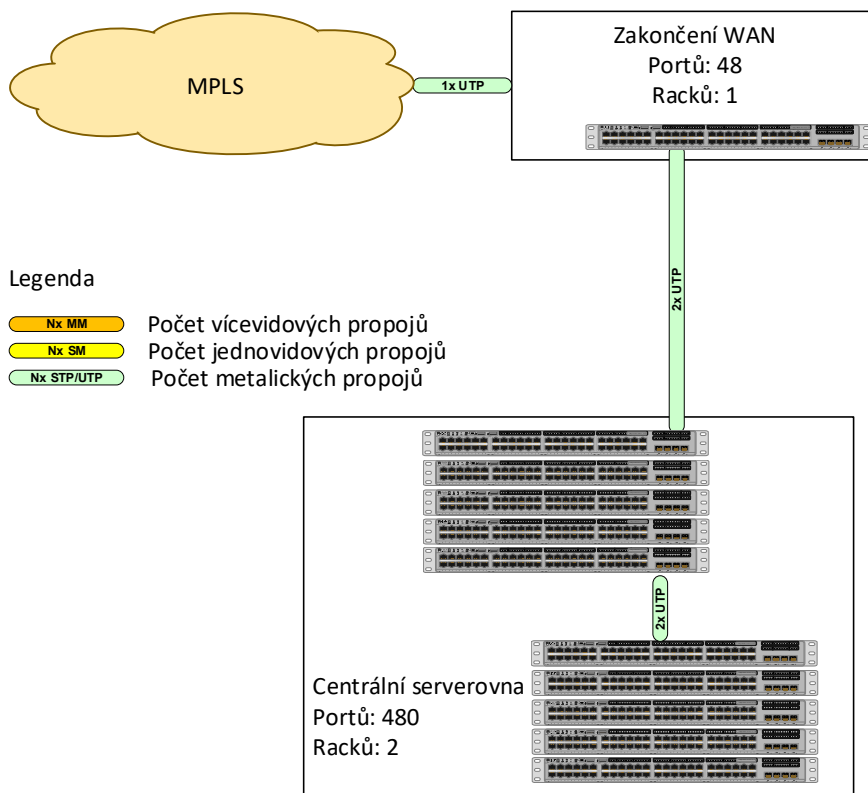 MPLS
1x UTP
Zakončení WAN
Portů: 48
Racků: 1
2x UTP
Legenda
Nx MM
Počet vícevidových propojů
Nx SM
Počet jednovidových propojů
Nx STP/UTP
Počet metalických propojů
2x UTP
Centrální serverovna
Portů: 480
Racků: 2